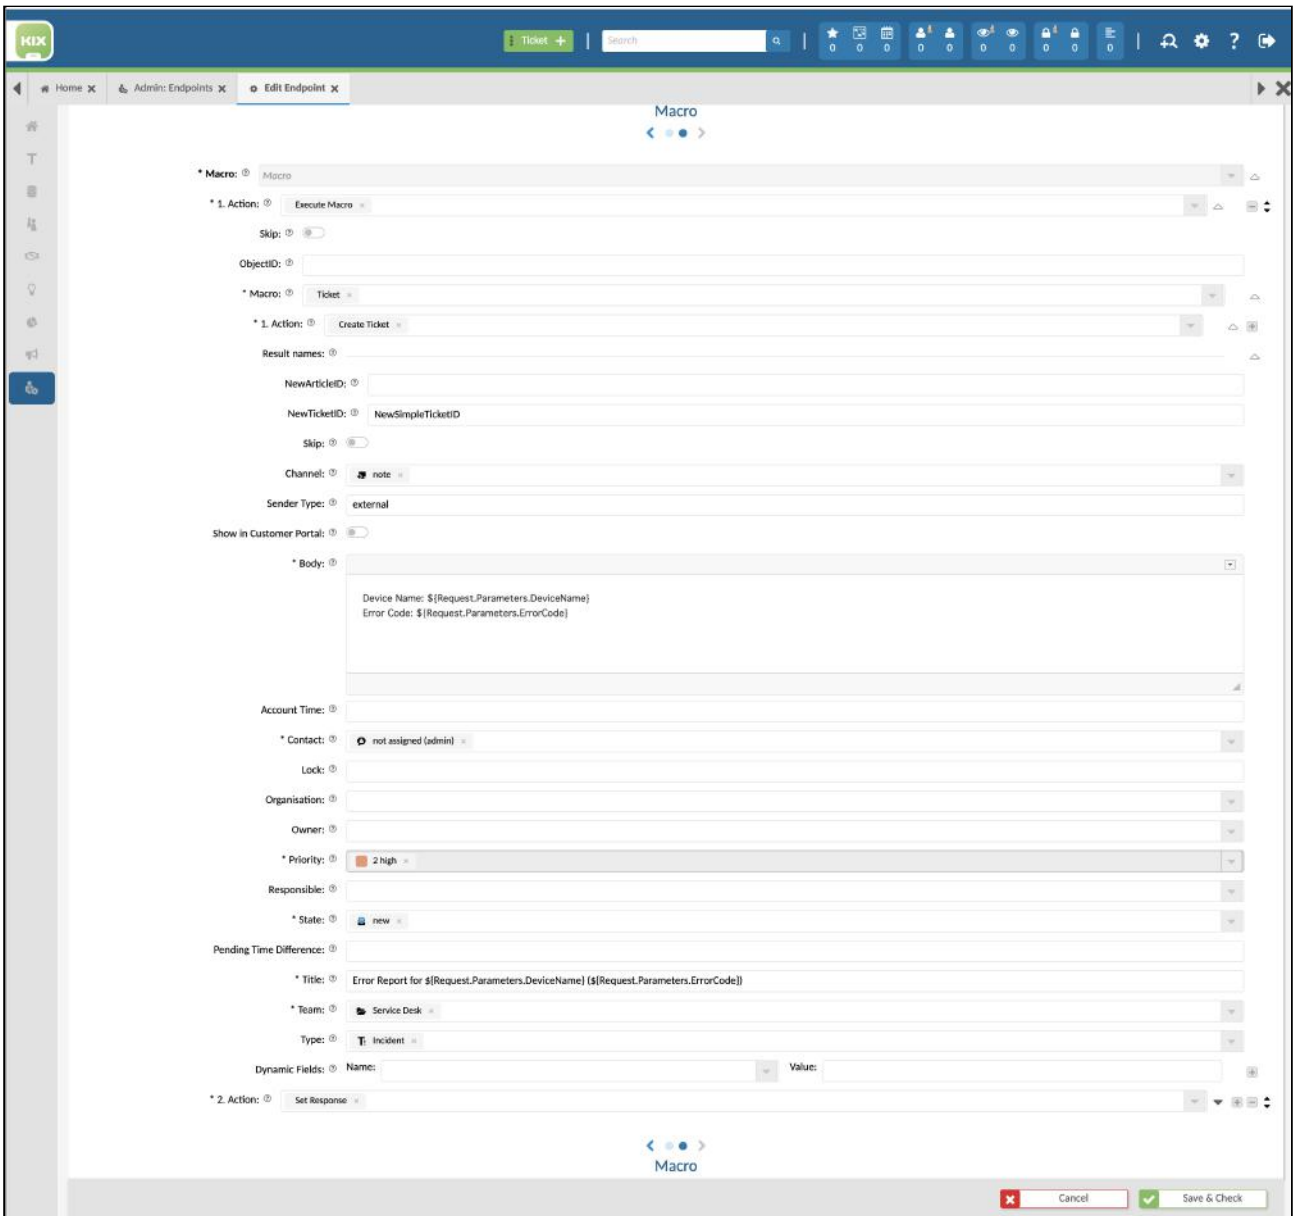 KIX
Ticket
Search
0 0 0 0 0 0 0 0 0 0
?
Home
Admin: Endpoints
Edit Endpoint
Macro
* Macro: Macro
* 1. Action: Execute Macro
Skip:
ObjectID:
* Macro: Ticket
* 1. Action: Create Ticket
Result names:
NewArticleID:
NewTicketID: NewSimpleTicketID
Skip:
Channel: note
Sender Type: external
Show in Customer Portal:
* Body:
Device Name: ${Request.Parameters.DeviceName}
Error Code: ${Request.Parameters.ErrorCode}
Account Time:
* Contact: not assigned (admin)
Lock:
Organisation:
Owner:
* Priority: 2 high
Responsible:
* State: new
Pending Time Difference:
* Title: Error Report for ${Request.Parameters.DeviceName} (${Request.Parameters.ErrorCode})
* Team: Service Desk
Type: Incident
Dynamic Fields: Name: Value:
* 2. Action: Set Response
Macro
Cancel
Save & Check